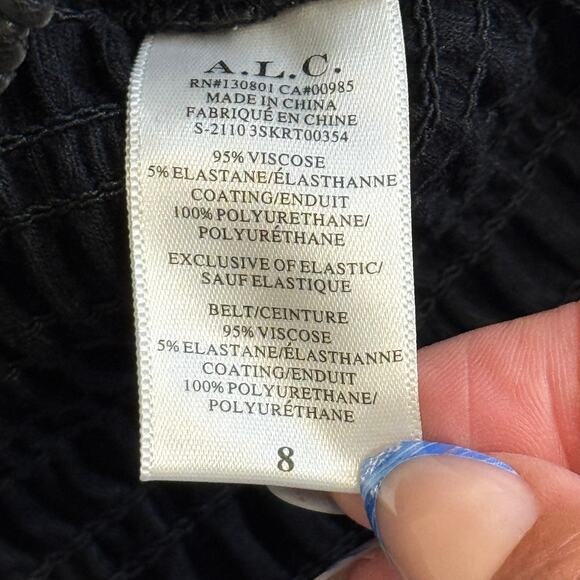 A.L.C.
RN#130801 CA#00985
MADE IN CHINA
FABRIQUÉ EN CHINE
S-2110 3SKRT00354
95% VISCOSE
5% ELASTANE/ÉLASTHANNE
COATING/ENDUIT
100% POLYURETHANE/
POLYURÉTHANE
EXCLUSIVE OF ELASTIC/
SAUF ELASTIQUE
BELT/CEINTURE
95% VISCOSE
5% ELASTANE/ÉLASTHANNE
COATING/ENDUIT
100% POLYURETHANE/
POLYURÉTHANE
8